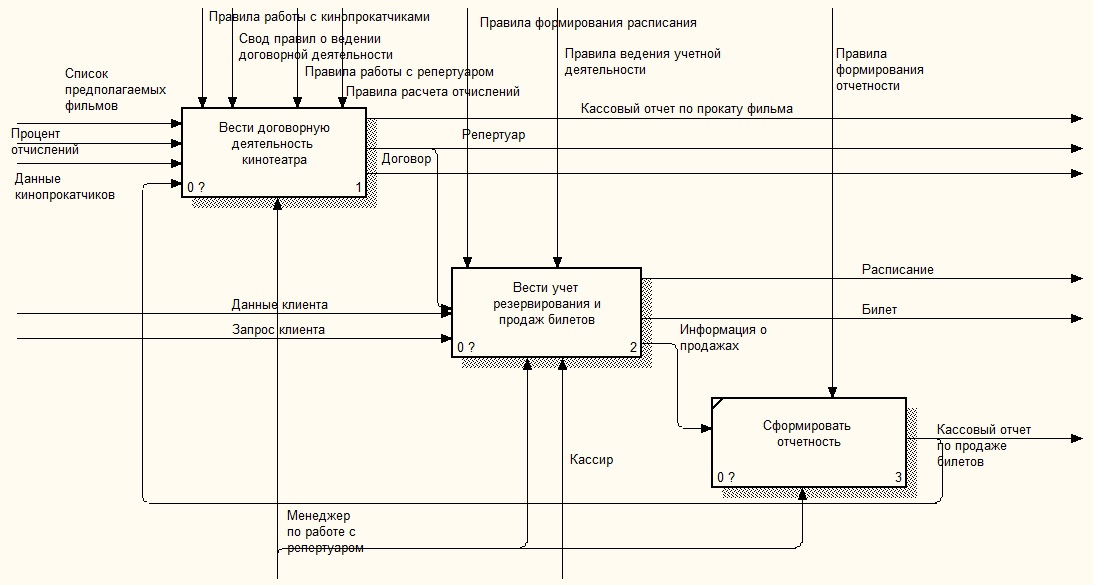 Правила работы с кинопрокатчиками
Правила формирования расписания
Свод правил о ведении
договорной деятельности
Правила ведения учетной
деятельности
Правила
формирования
отчетности
Правила работы с репертуаром
Правила расчета отчислений
Список
предполагаемых
фильмов
Процент
отчислений
Данные
кинопрокатчиков
Вести договорную
деятельность
кинотеатра
0 ?
1
Кассовый отчет по прокату фильма
Репертуар
Договор
Данные клиента
Запрос клиента
Вести учет
резервирования и
продаж билетов
0 ?
2
Расписание
Билет
Информация о
продажах
Сформировать
отчетность
0 ?
3
Кассовый отчет
по продаже
билетов
Кассир
Менеджер
по работе с
репертуаром